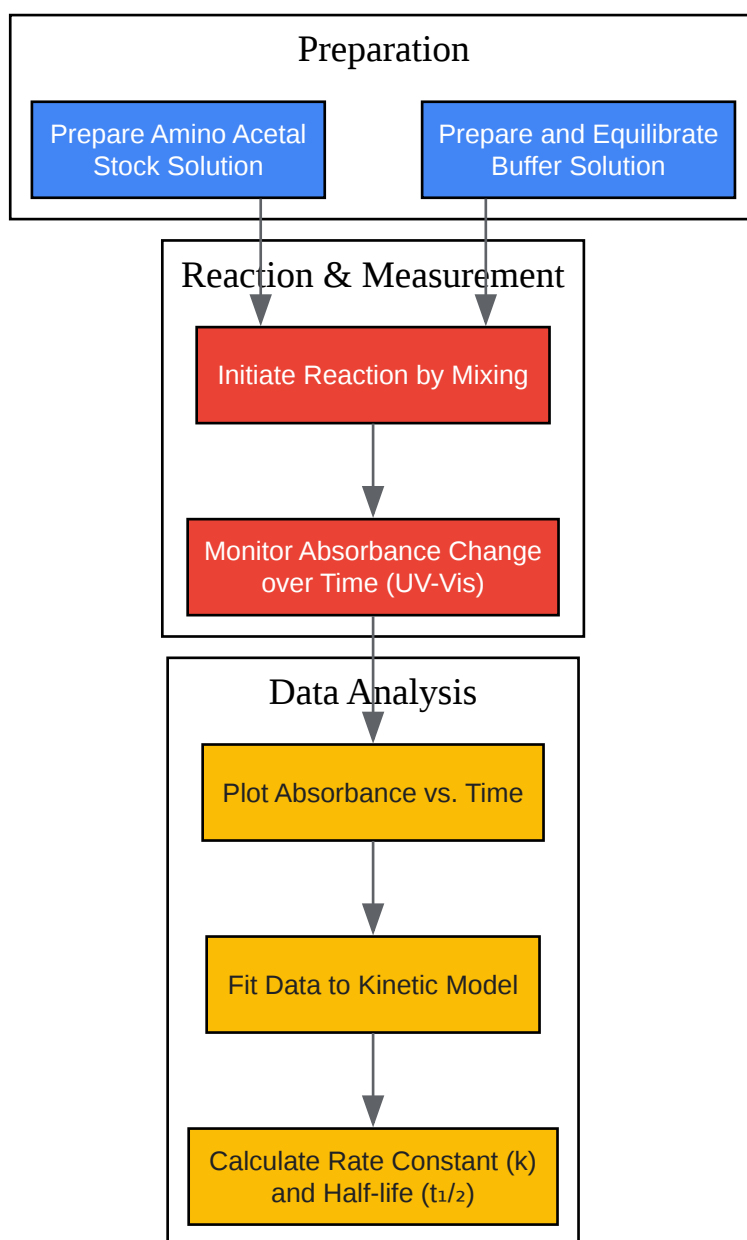 Preparation
Prepare Amino Acetal
Stock Solution
Prepare and Equilibrate
Buffer Solution
Reaction & Measurement
Initiate Reaction by Mixing
Monitor Absorbance Change
over Time (UV-Vis)
Data Analysis
Plot Absorbance vs. Time
Fit Data to Kinetic Model
Calculate Rate Constant (k)
and Half-life (t₁/₂)